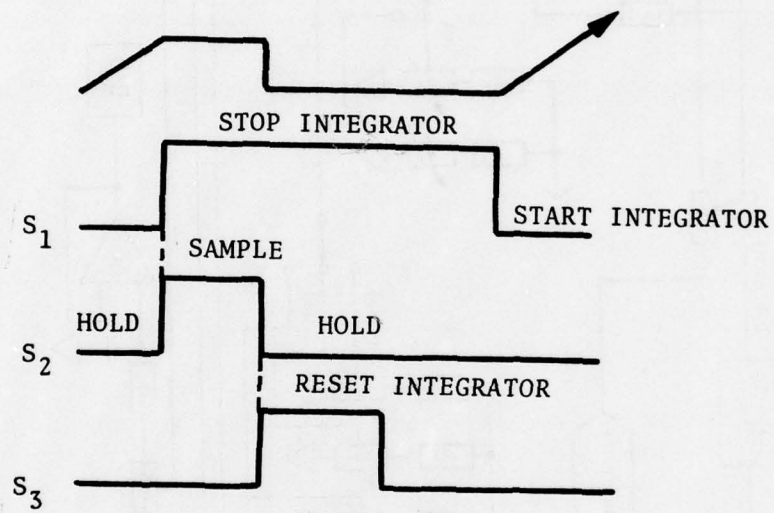 STOP INTEGRATOR
S1
START INTEGRATOR
SAMPLE
HOLD
HOLD
S2
RESET INTEGRATOR
S3